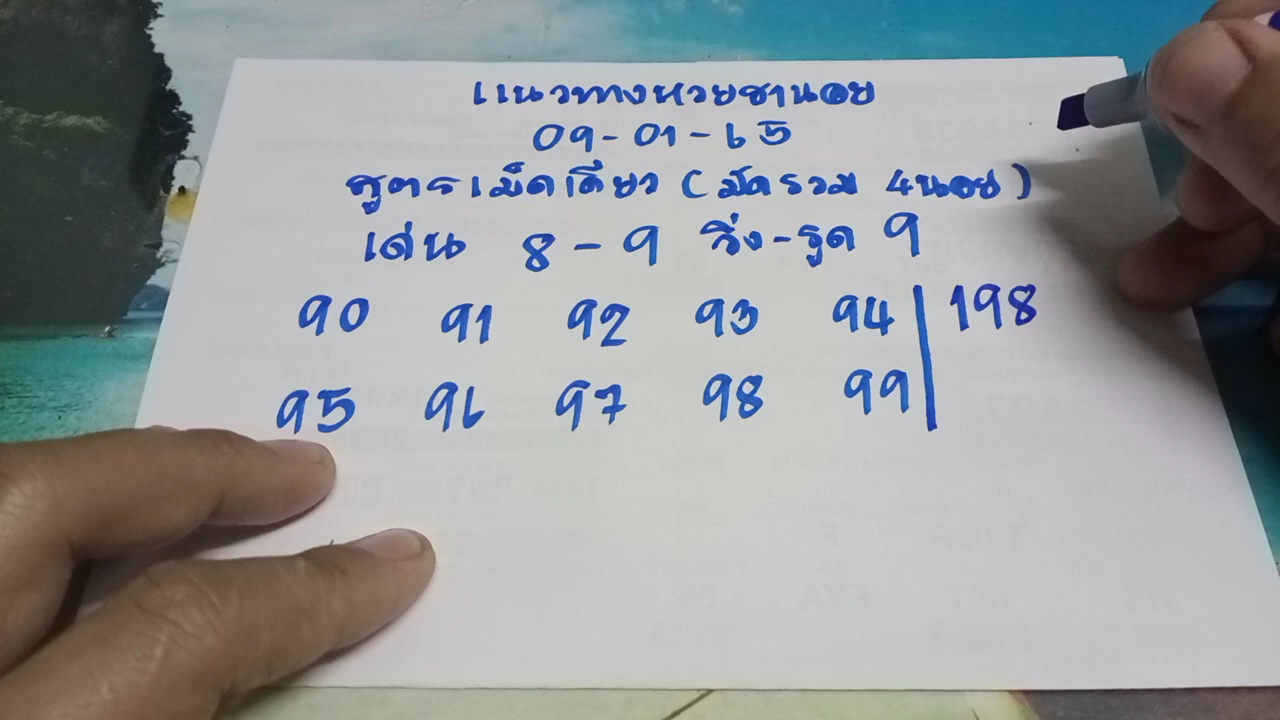 แนวทางหวยฮานอย
09-01-65
สูตรเม็ดเดียว (มัดรวม 4นอย)
เด่น 8-9 วิ่ง-รูด 9
90 91 92 93 94 | 198
95 96 97 98 99